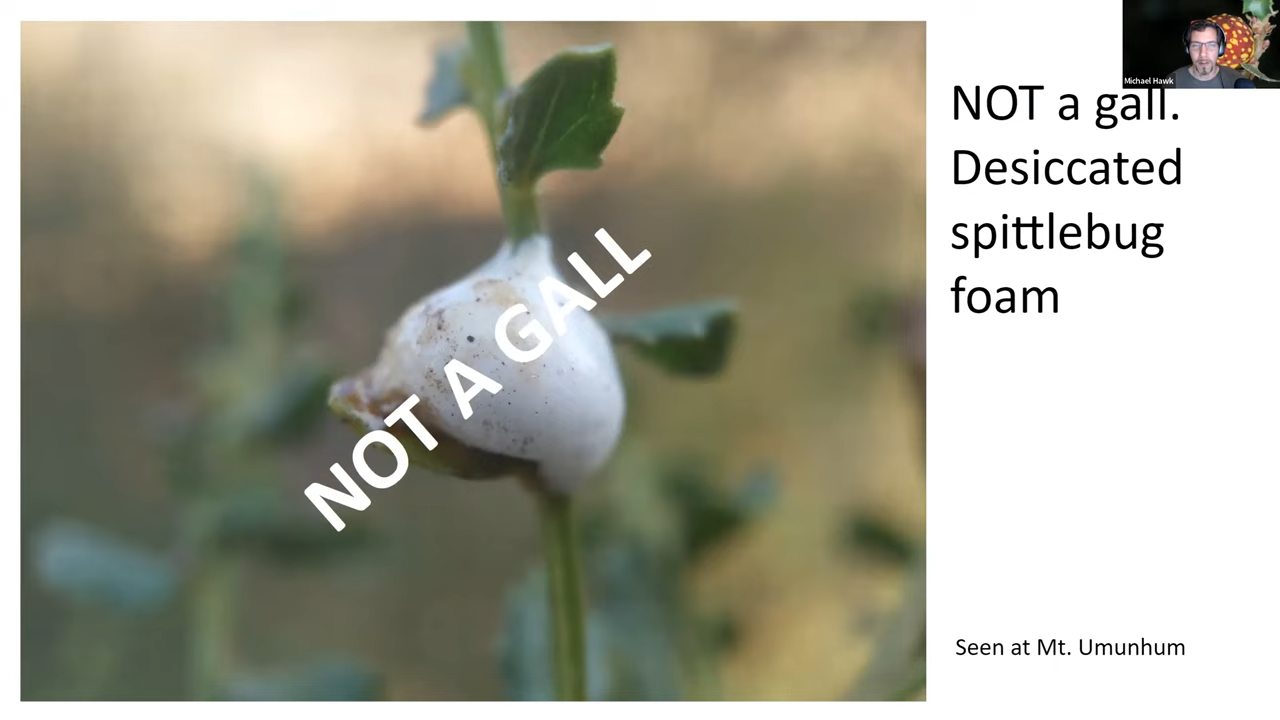 Michael Hawk
NOT a gall.
Desiccated
spittlebug
foam
NOT A GALL
Seen at Mt. Umunhum